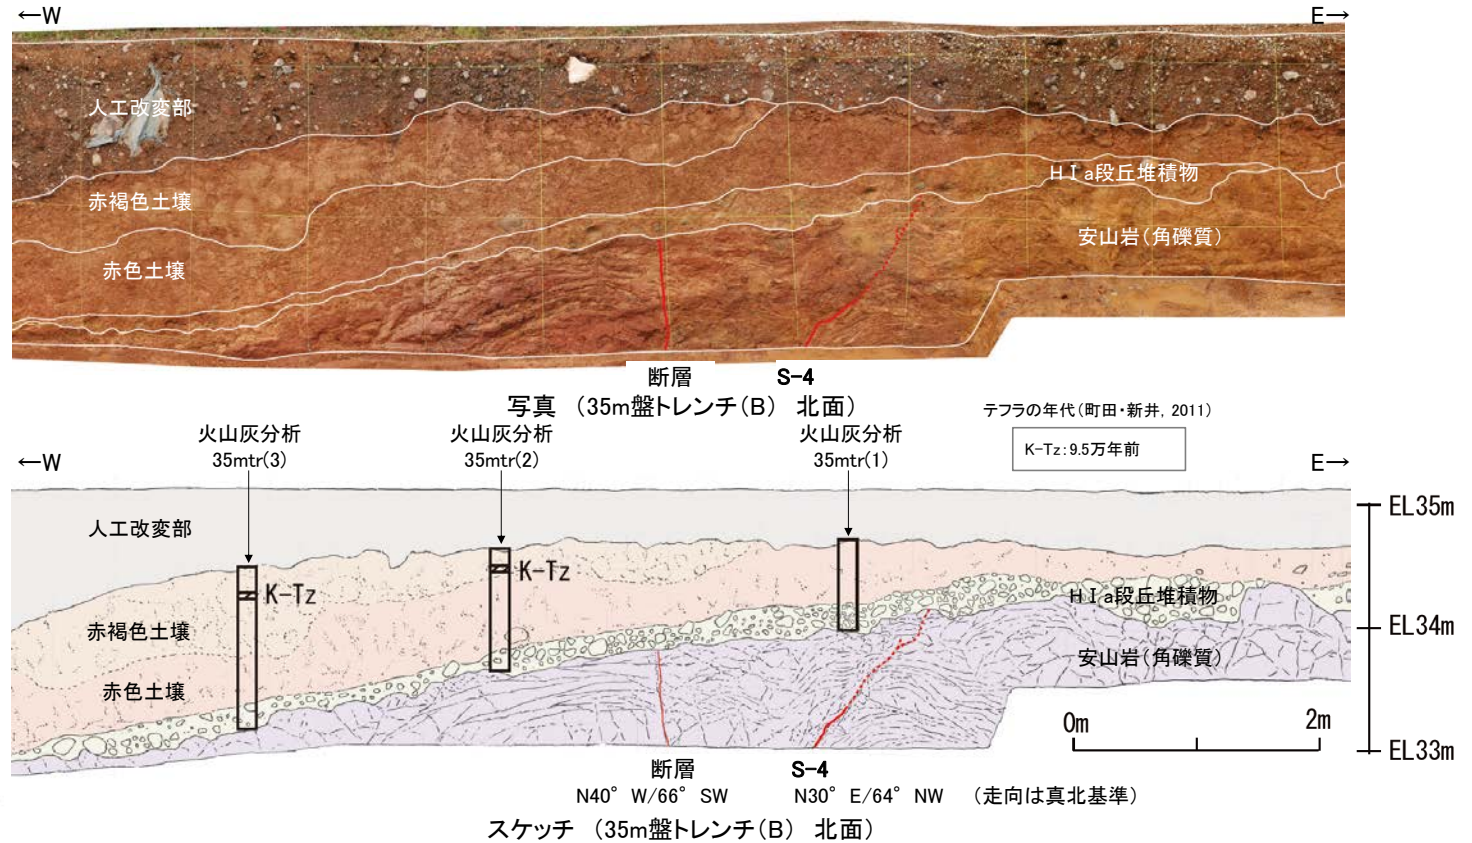 ←W
E→
人工改変部
HⅠa段丘堆積物
赤褐色土壌
安山岩(角礫質)
赤色土壌
断層
S-4
写真 (35m盤トレンチ(B) 北面)
テフラの年代(町田・新井, 2011)
K-Tz:9.5万年前
火山灰分析
35mtr(3)
火山灰分析
35mtr(2)
火山灰分析
35mtr(1)
←W
E→
EL35m
人工改変部
K-Tz
K-Tz
HⅠa段丘堆積物
赤褐色土壌
EL34m
安山岩(角礫質)
赤色土壌
0m
2m
EL33m
断層
N40° W/66° SW
S-4
N30° E/64° NW
(走向は真北基準)
スケッチ (35m盤トレンチ(B) 北面)